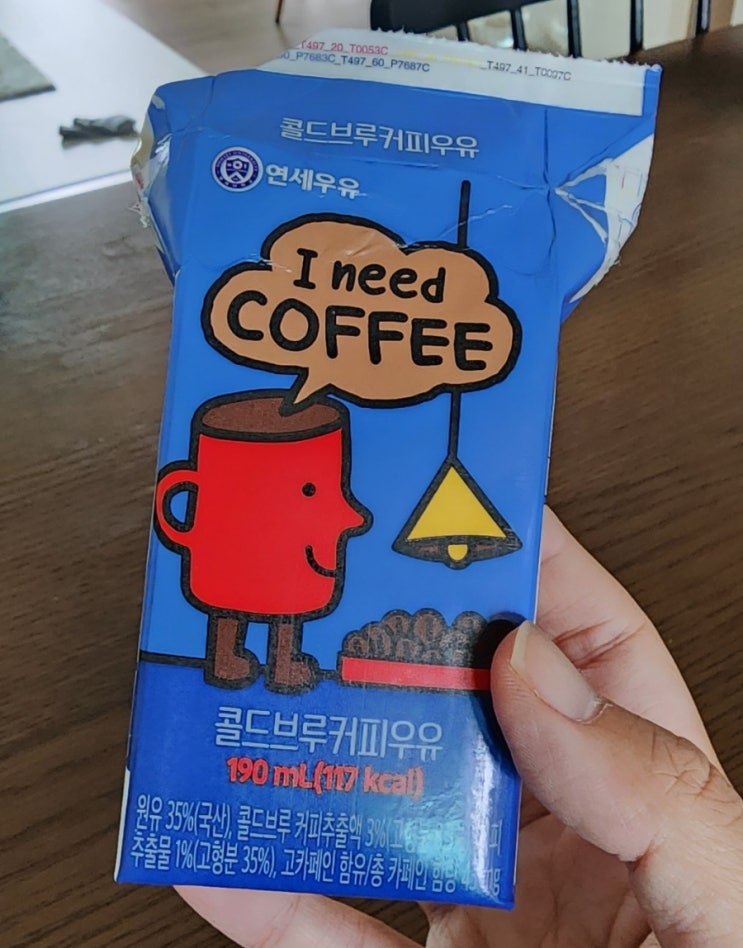 T497_20_T0053C
P7683C_T497_60_P7687C
T497_41_T0097C
콜드브루커피우유
연세우유
I need
COFFEE
콜드브루커피우유
190 mL(117 kcal)
원유 35%(국산), 콜드브루 커피추출액 3%
추출물 1%(고형분 35%), 고카페인 함유/총 카페인 함량